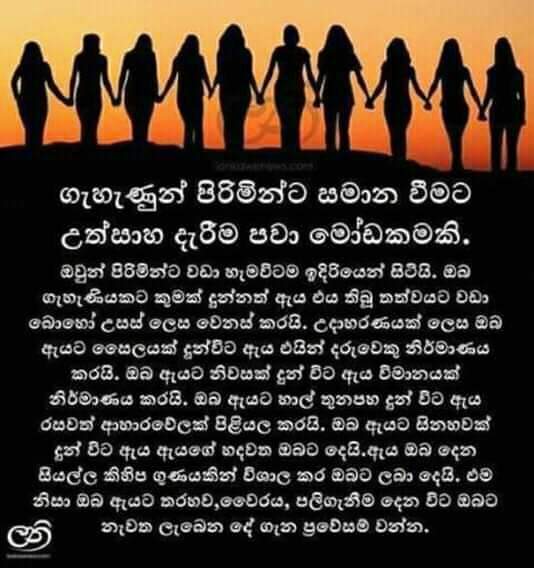 ගැහැණුන් පිරිමින්ට සමාන වීමට
උත්සාහ දැරීම පවා මෝඩකමකි.
ඔවුන් පිරිමින්ට වඩා හැමවිටම ඉදිරියෙන් සිටියි. ඔබ
ගැහැණියකට කුමක් දුන්නත් ඇය එය තිබූ තත්වයට වඩා
බොහෝ උසස් ලෙස වෙනස් කරයි. උදාහරණයක් ලෙස ඔබ
ඇයට සෛලයක් දුන්විට ඇය එයින් දරුවෙකු නිර්මාණය
කරයි. ඔබ ඇයට නිවසක් දුන් විට ඇය විමානයක්
නිර්මාණය කරයි. ඔබ ඇයට හාල් තුනපහ දුන් විට ඇය
රසවත් ආහාරවේලක් පිළියල කරයි. ඔබ ඇයට සිනහවක්
දුන් විට ඇය ඇයගේ හදවත ඔබට දෙයි.ඇය ඔබ දෙන
සියල්ල කිහිප ගුණයකින් විශාල කර ඔබට ලබා දෙයි. එම
නිසා ඔබ ඇයට තරහව,වෛරය, පලිගැනීම දෙන විට ඔබට
නැවත ලැබෙන දේ ගැන ප්‍රවේසම් වන්න.